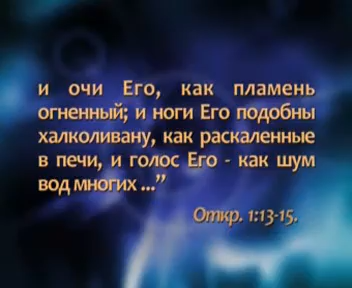 и очи Его, как пламень
огненный; и ноги Его подобны
халколивану, как раскаленные
в печи, и голос Его - как шум
вод многих ...”
Откр. 1:13-15.